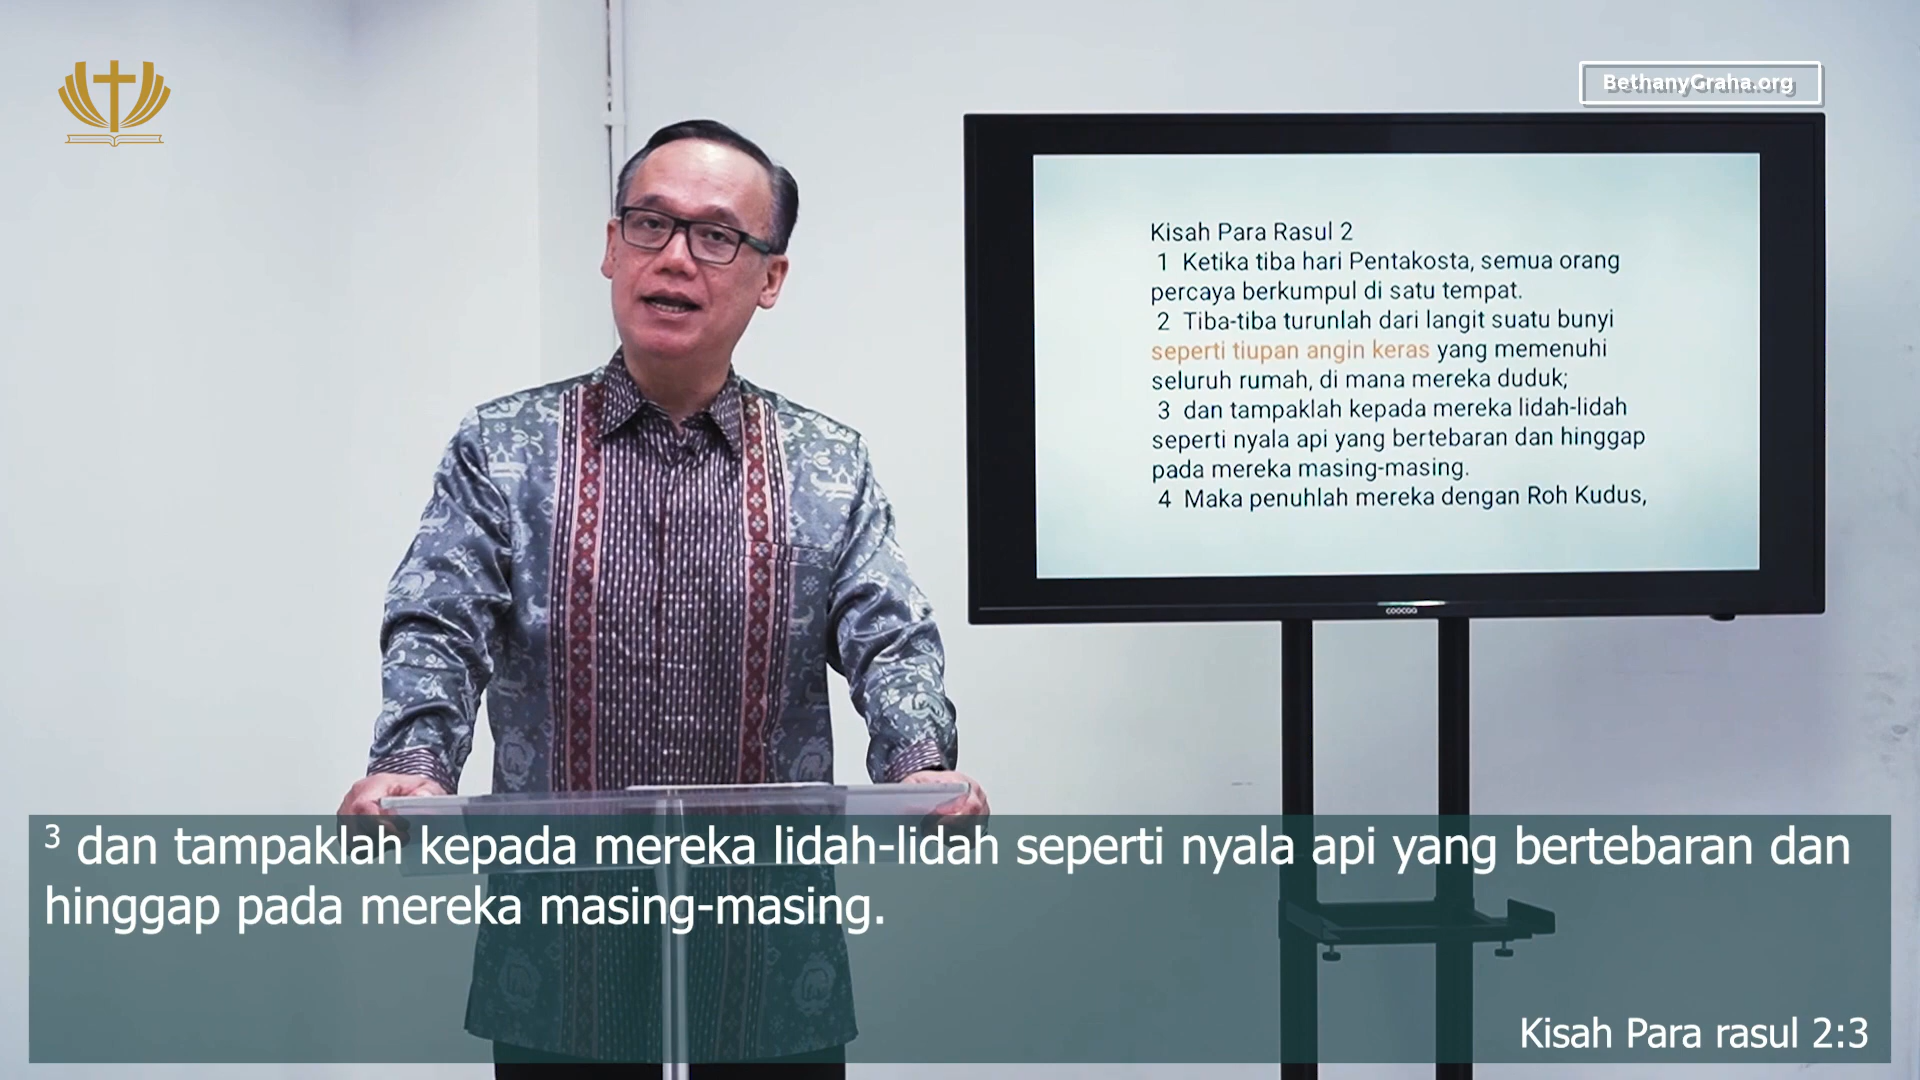 BethanyGraha.org
Kisah Para Rasul 2
1 Ketika tiba hari Pentakosta, semua orang
percaya berkumpul di satu tempat.
2 Tiba-tiba turunlah dari langit suatu bunyi
seperti tiupan angin keras yang memenuhi
seluruh rumah, di mana mereka duduk;
3 dan tampaklah kepada mereka lidah-lidah
seperti nyala api yang bertebaran dan hinggap
pada mereka masing-masing.
4 Maka penuhlah mereka dengan Roh Kudus,
coocaa
3 dan tampaklah kepada mereka lidah-lidah seperti nyala api yang bertebaran dan
hinggap pada mereka masing-masing.
Kisah Para rasul 2:3